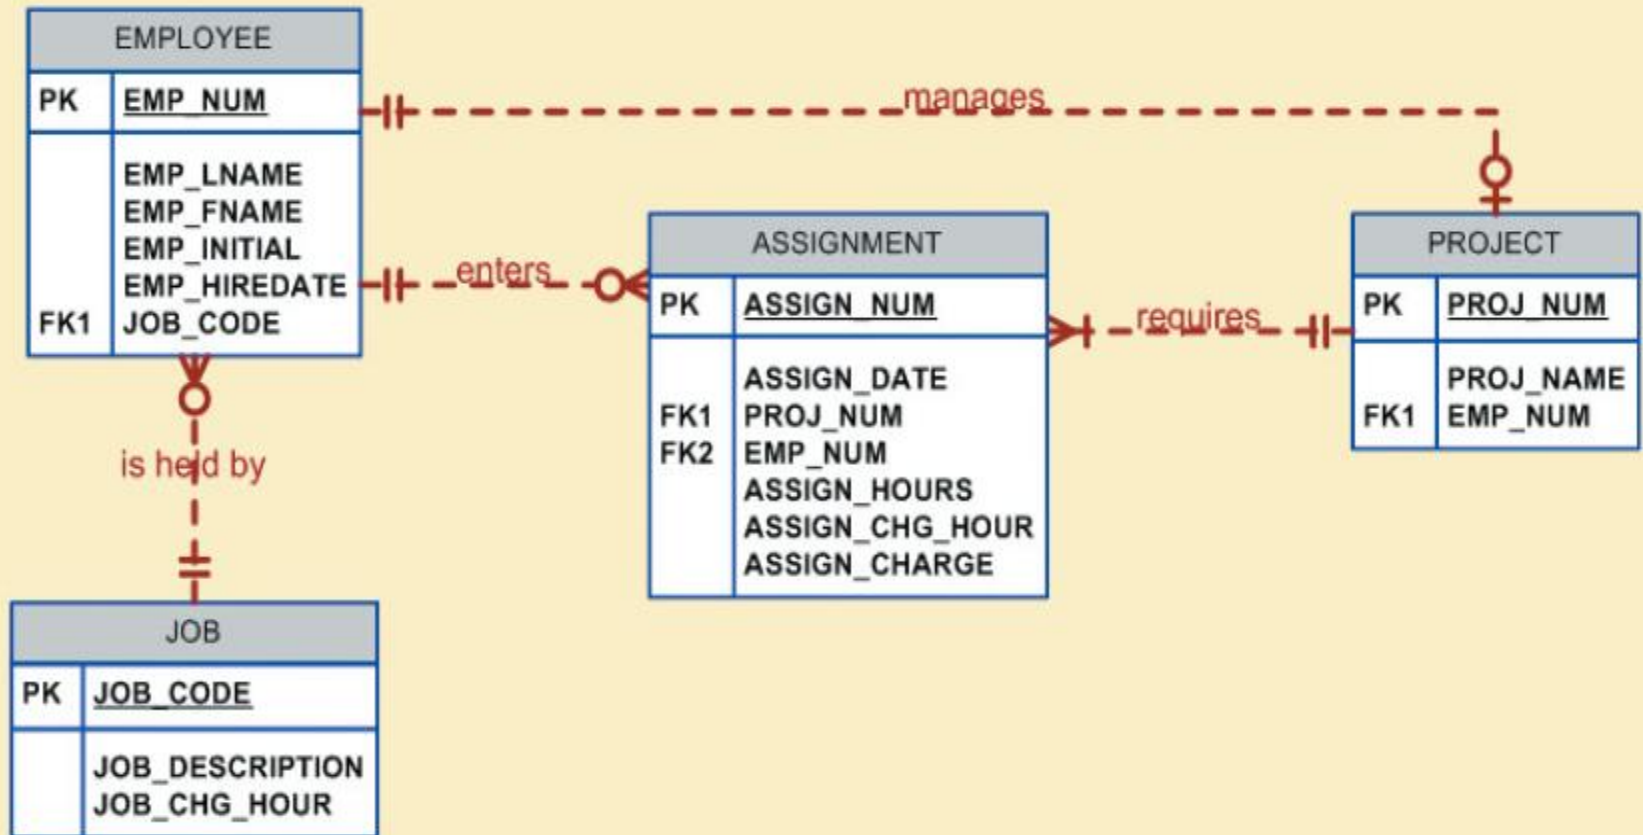 EMPLOYEE
PK EMP_NUM
EMP_LNAME
EMP_FNAME
EMP_INITIAL
EMP_HIREDATE
FK1 JOB_CODE
manages
enters
ASSIGNMENT
PK ASSIGN_NUM
ASSIGN_DATE
FK1 PROJ_NUM
FK2 EMP_NUM
ASSIGN_HOURS
ASSIGN_CHG_HOUR
ASSIGN_CHARGE
requires
PROJECT
PK PROJ_NUM
PROJ_NAME
FK1 EMP_NUM
is held by
JOB
PK JOB_CODE
JOB_DESCRIPTION
JOB_CHG_HOUR